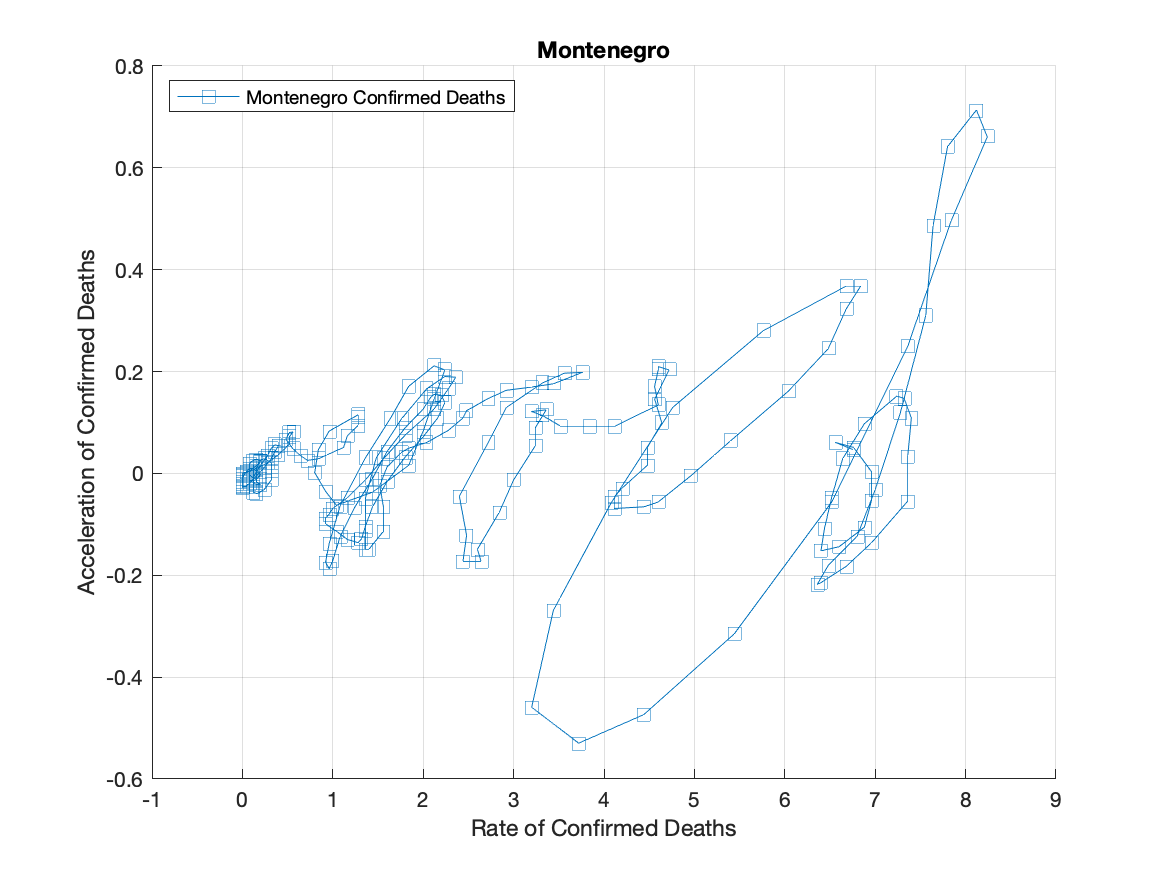 Montenegro
Montenegro Confirmed Deaths
0.8
0.6
0.4
0.2
0
-0.2
-0.4
-0.6
Acceleration of Confirmed Deaths
-1 0 1 2 3 4 5 6 7 8 9
Rate of Confirmed Deaths